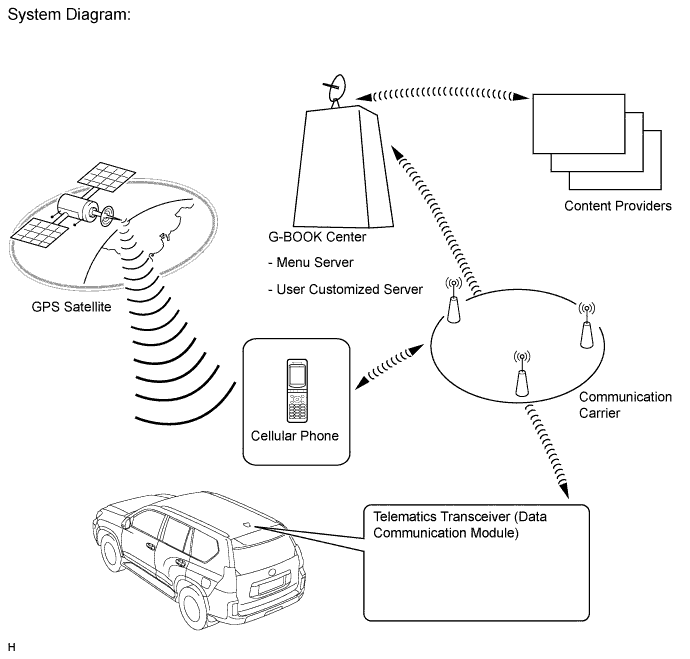 System Diagram:
Content Providers
G-BOOK Center
- Menu Server
- User Customized Server
GPS Satellite
Communication
Carrier
Cellular Phone
Telematics Transceiver (Data
Communication Module)
H